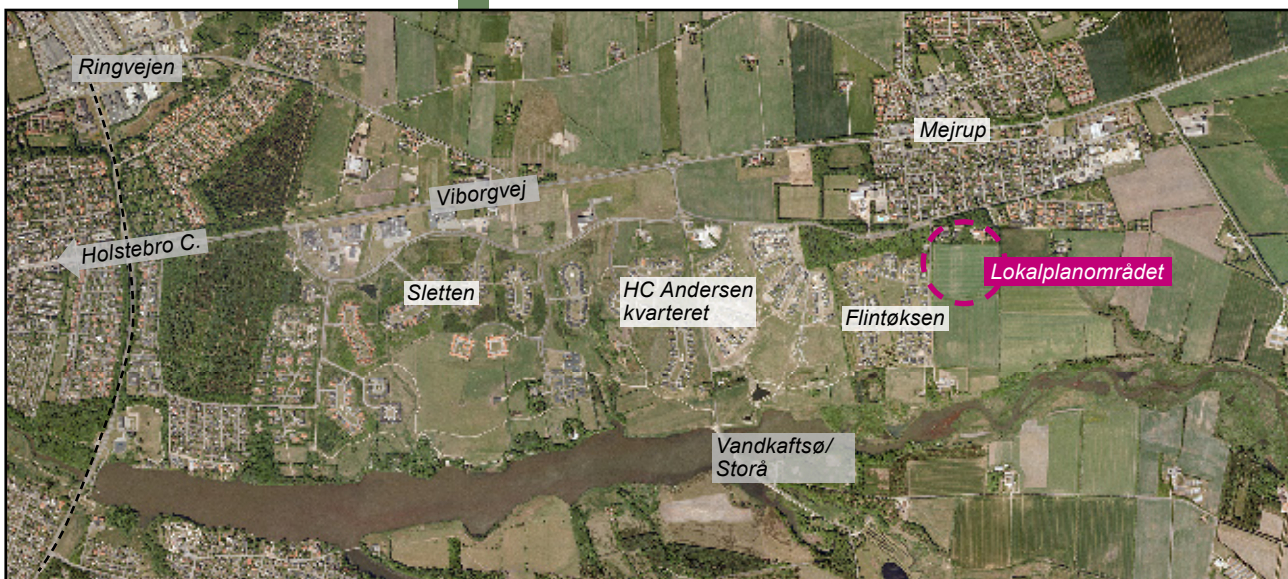 Ringvejen
Mejrup
Viborgvej
Holstebro C.
Lokalplanområdet
Sletten
HC Andersen
kvarteret
Flintøksen
Vandkaftsø/
Storå